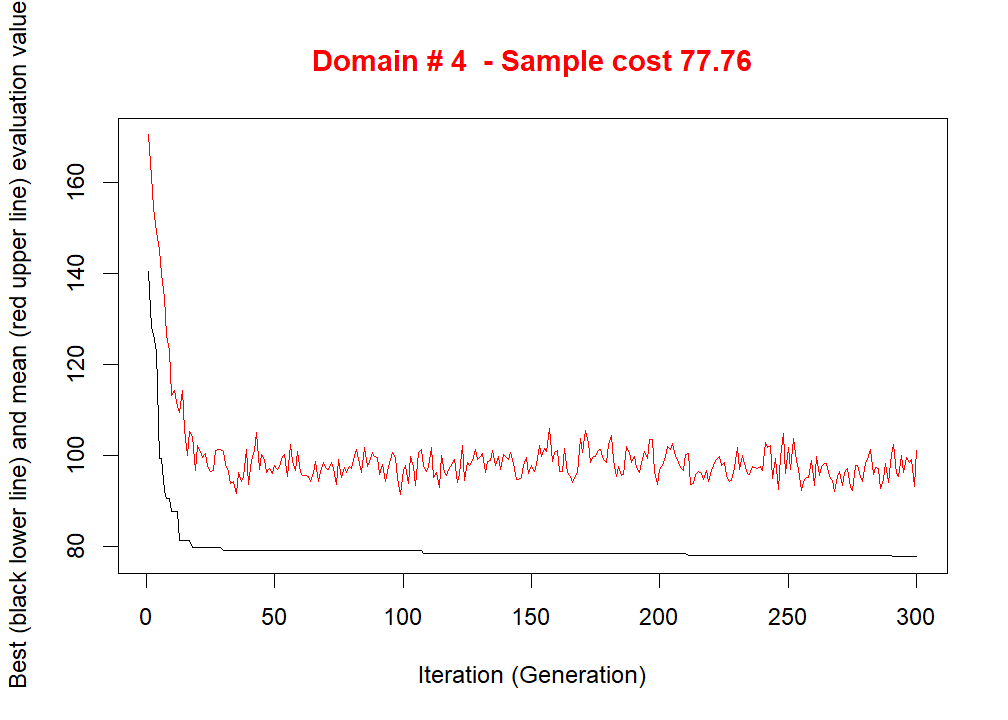 Domain # 4  - Sample cost 77.76
Best (black lower line) and mean (red upper line) evaluation value
160
140
120
100
80
0 50 100 150 200 250 300
Iteration (Generation)